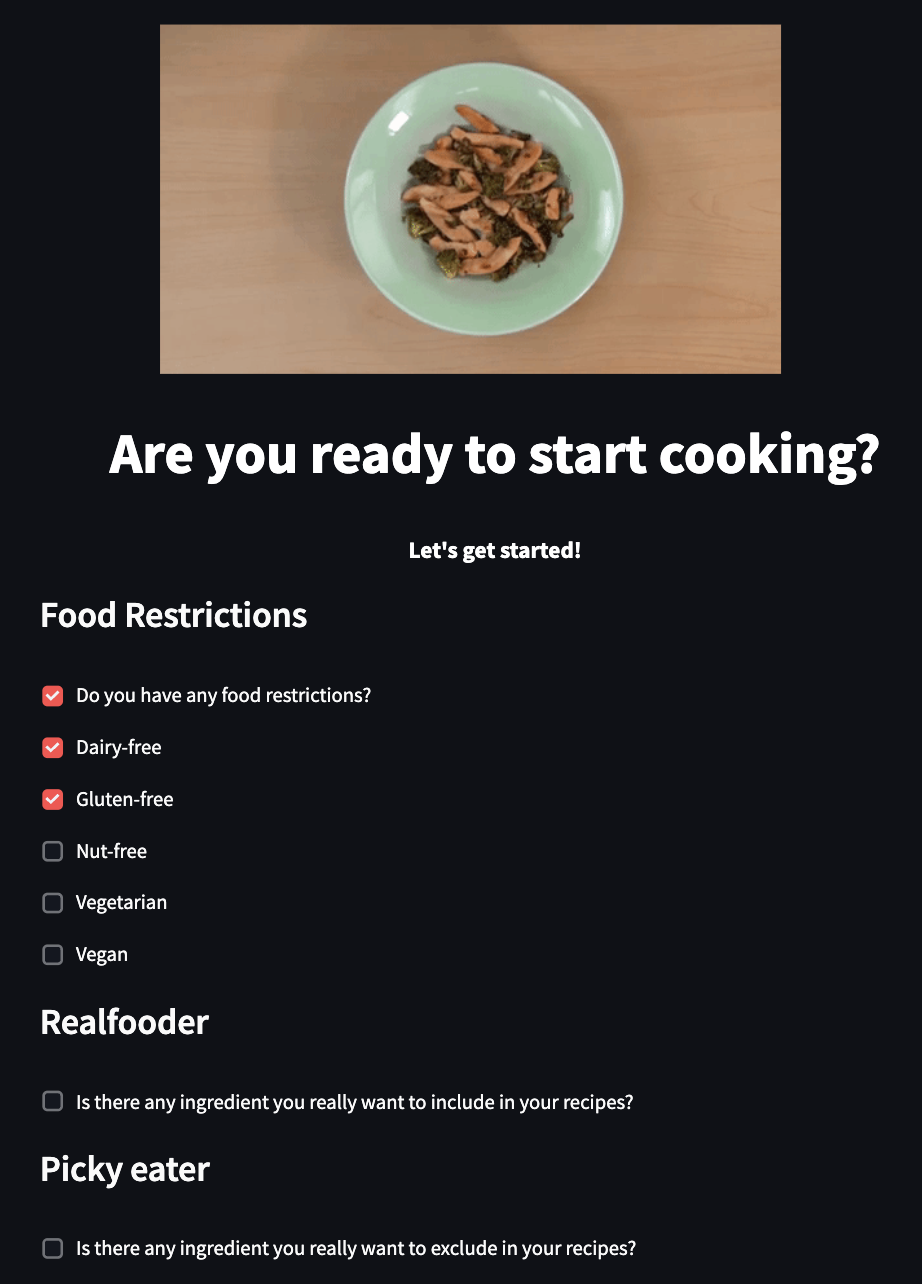 Are you ready to start cooking?
Let's get started!
Food Restrictions
Do you have any food restrictions?
Dairy-free
Gluten-free
Nut-free
Vegetarian
Vegan
Realfooder
Is there any ingredient you really want to include in your recipes?
Picky eater
Is there any ingredient you really want to exclude in your recipes?